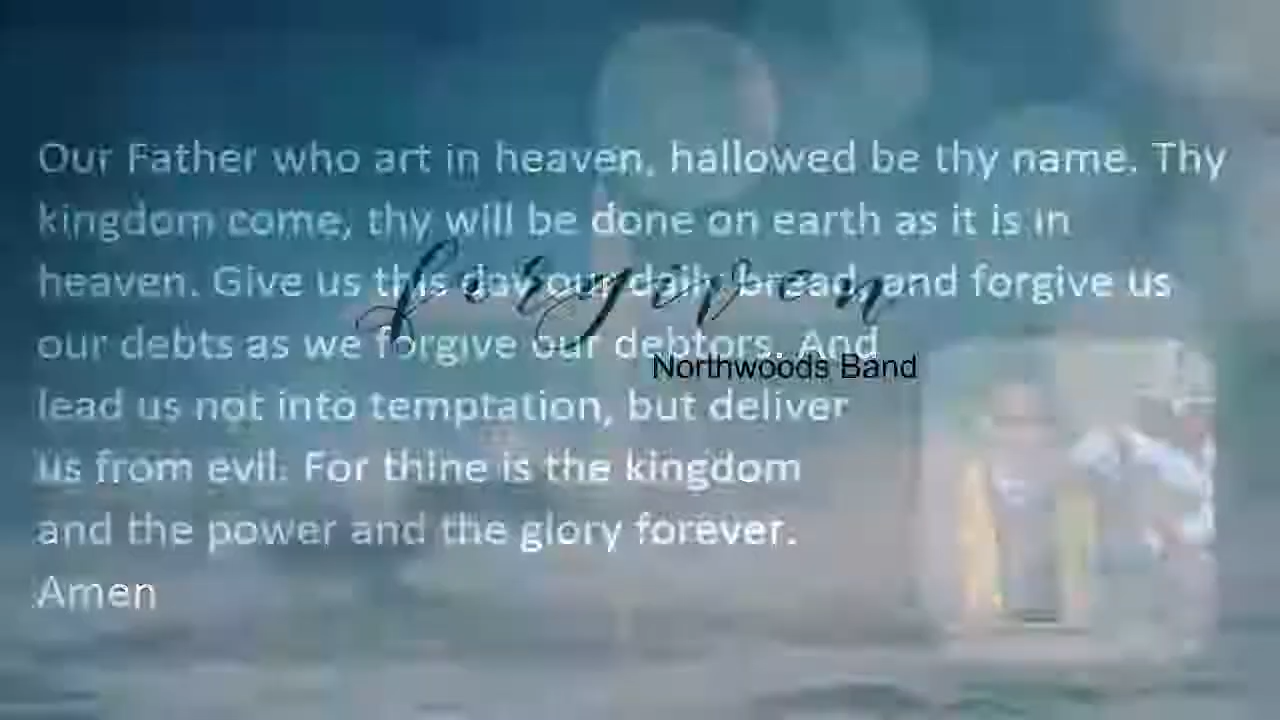 Our Father who art in heaven, hallowed be thy name. Thy
kingdom come, thy will be done on earth as it is in
heaven. Give us this day our daily bread, and forgive us
forgiven
our debts as we forgive our debtors. And
Northwoods Band
lead us not into temptation, but deliver
us from evil. For thine is the kingdom
and the power and the glory forever.
Amen